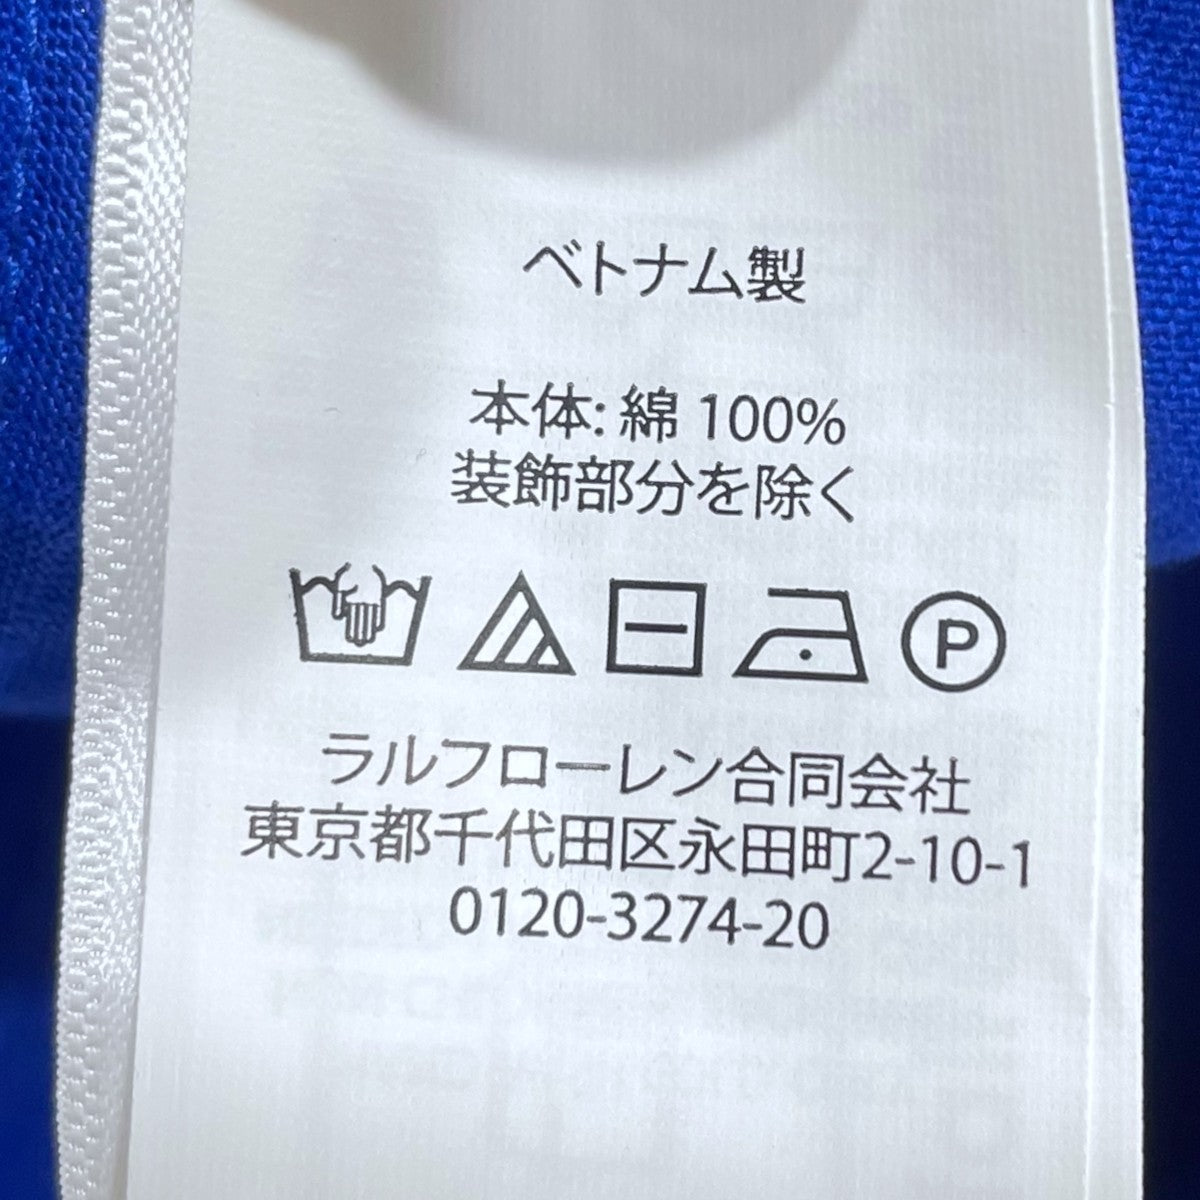 ベトナム製
本体: 綿 100%
装飾部分を除く
P
ラルフローレン合同会社
東京都千代田区永田町2-10-1
0120-3274-20